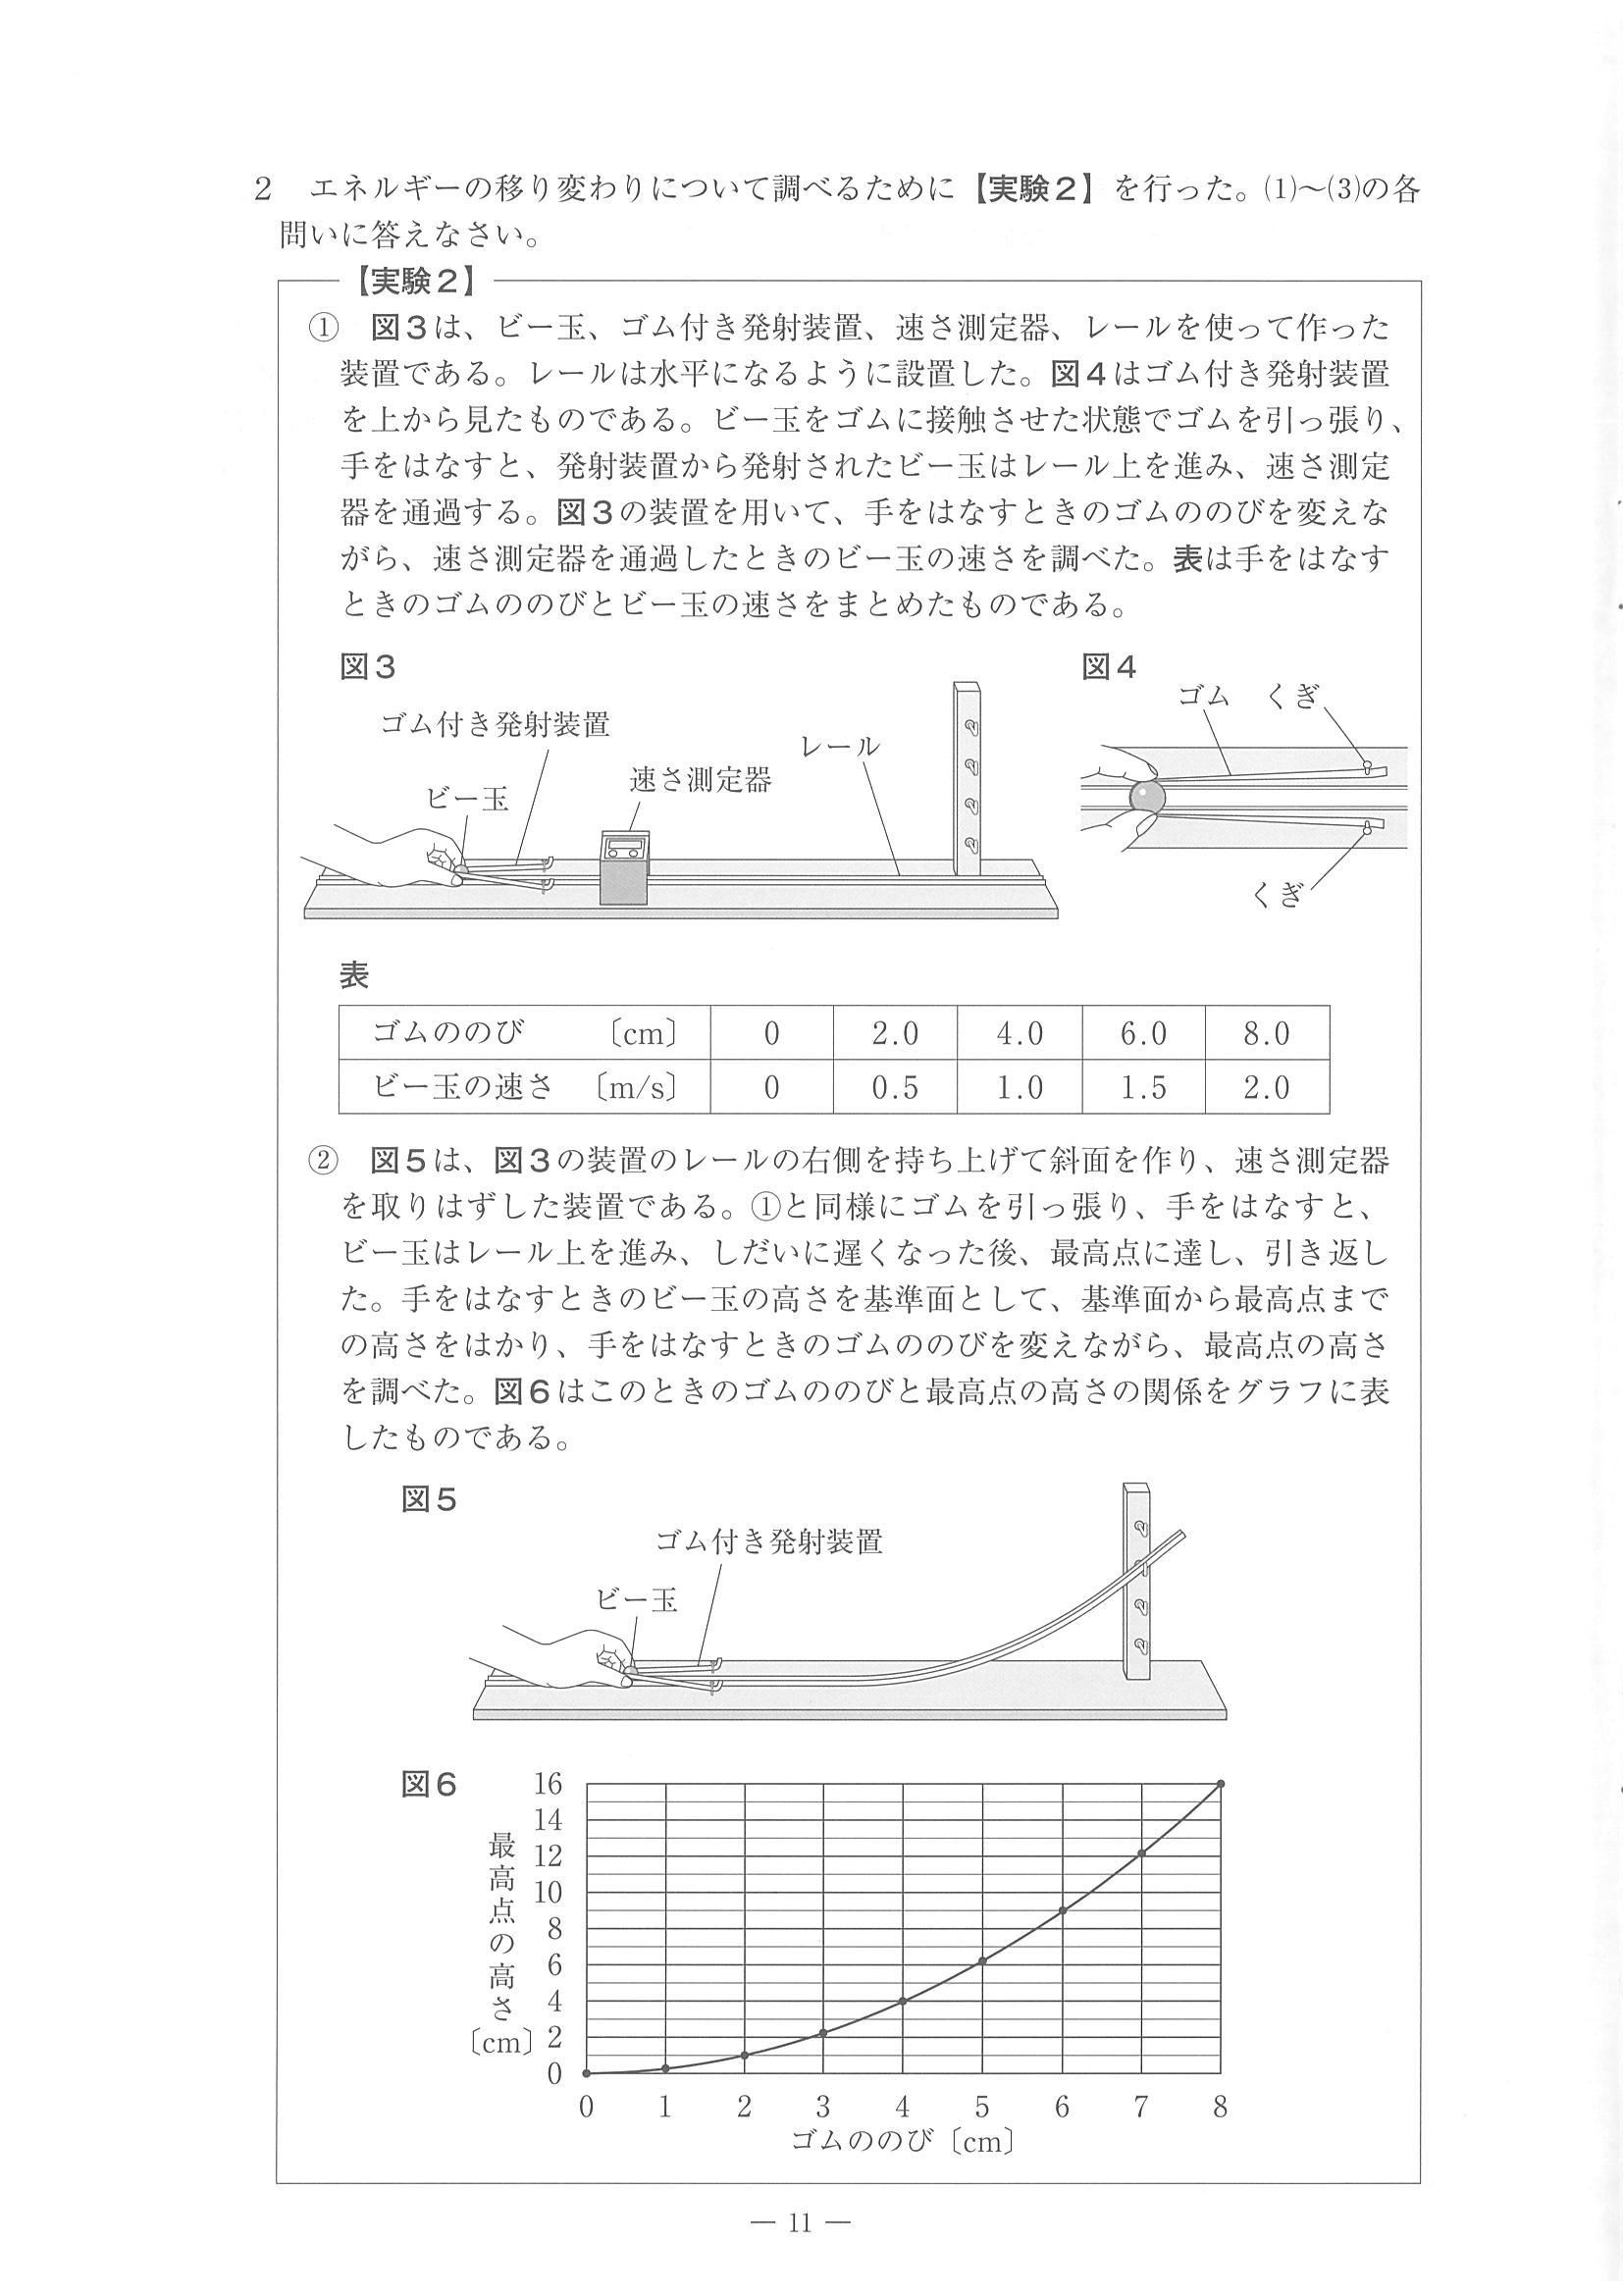 2　エネルギーの移り変わりについて調べるために【実験2】を行った。(1)～(3)の各
問いに答えなさい。
【実験2】
①　図3は、ビー玉、ゴム付き発射装置、速さ測定器、レールを使って作った
装置である。レールは水平になるように設置した。図4はゴム付き発射装置
を上から見たものである。ビー玉をゴムに接触させた状態でゴムを引っ張り、
手をはなすと、発射装置から発射されたビー玉はレール上を進み、速さ測定
器を通過する。図3の装置を用いて、手をはなすときのゴムののびを変えな
がら、速さ測定器を通過したときのビー玉の速さを調べた。表は手をはなす
ときのゴムののびとビー玉の速さをまとめたものである。
図3
ゴム付き発射装置
ビー玉
速さ測定器
レール
図4
ゴム　くぎ
くぎ
表
ゴムののび　〔cm〕　0　2.0　4.0　6.0　8.0
ビー玉の速さ　〔m/s〕　0　0.5　1.0　1.5　2.0
②　図5は、図3の装置のレールの右側を持ち上げて斜面を作り、速さ測定器
を取りはずした装置である。①と同様にゴムを引っ張り、手をはなすと、
ビー玉はレール上を進み、しだいに遅くなった後、最高点に達し、引き返し
た。手をはなすときのビー玉の高さを基準面として、基準面から最高点まで
の高さをはかり、手をはなすときのゴムののびを変えながら、最高点の高さ
を調べた。図6はこのときのゴムののびと最高点の高さの関係をグラフに表
したものである。
図5
ゴム付き発射装置
ビー玉
図6
最高点の高さ
〔cm〕
16
14
12
10
8
6
4
2
0
0　1　2　3　4　5　6　7　8
ゴムののび〔cm〕
― 11 ―